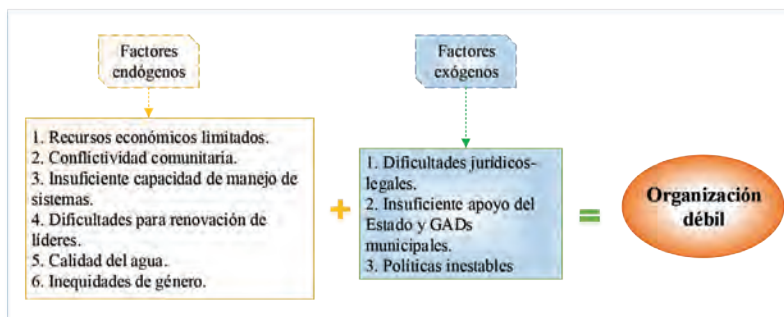 Factores
endógenos
1. Recursos económicos limitados.
2. Conflictividad comunitaria.
3. Insuficiente capacidad de manejo de
sistemas.
4. Dificultades para renovación de
líderes.
5. Calidad del agua.
6. Inequidades de género.
+
Factores
exógenos
1. Dificultades jurídicos-
legales.
2. Insuficiente apoyo del
Estado y GADs
municipales.
3. Políticas inestables
=
Organización
débil